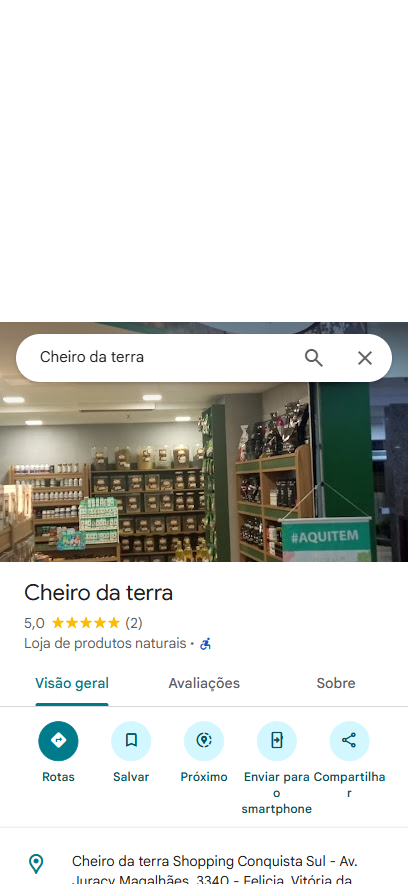 Cheiro da terra
#AQUITEM
Cheiro da terra
5,0 (2)
Loja de produtos naturais ·
Visão geral Avaliações Sobre
Rotas Salvar Próximo Enviar para o smartphone Compartilhar
Cheiro da terra Shopping Conquista Sul - Av.
Juracy Magalhães, 3340 - Felicia, Vitória da